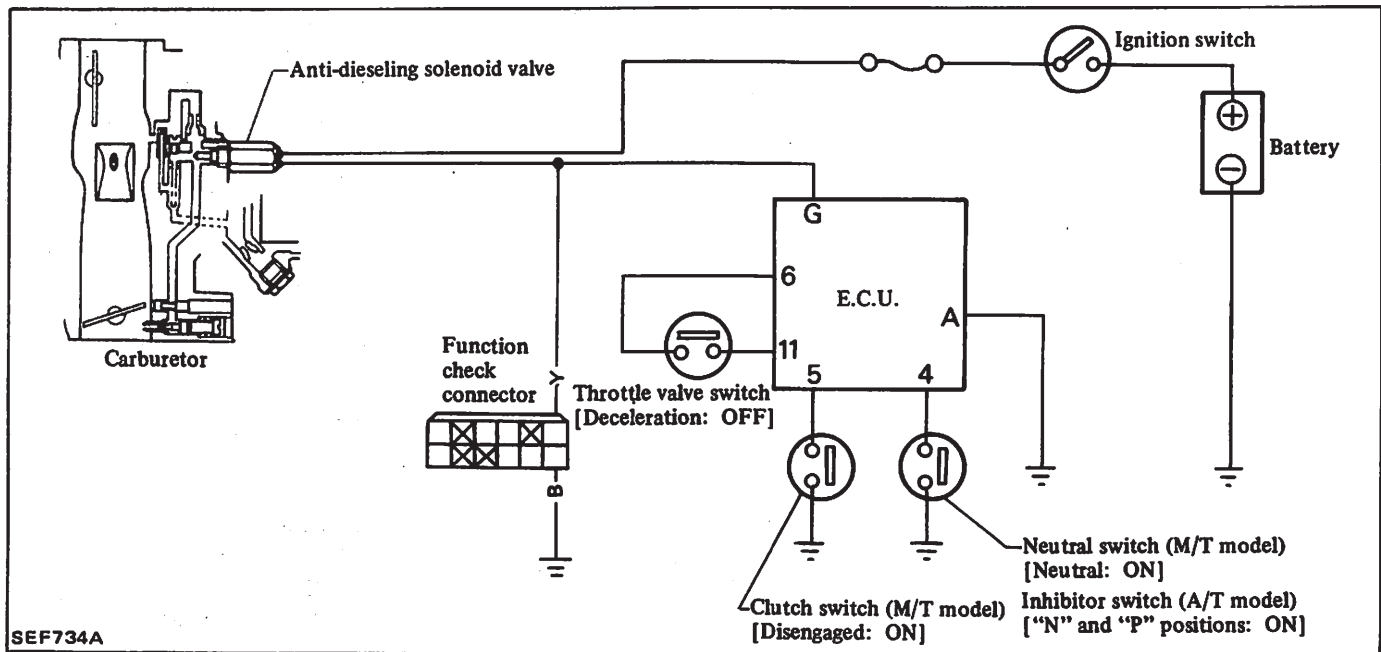 Ignition switch
Anti-dieseling solenoid valve
+
−
Battery
G
6
E.C.U.
A
11
5
4
Carburetor
Function
check
connector
Y
B
Throttle valve switch
[Deceleration: OFF]
Neutral switch (M/T model)
[Neutral: ON]
Clutch switch (M/T model)
[Disengaged: ON]
Inhibitor switch (A/T model)
["N" and "P" positions: ON]
SEF734A